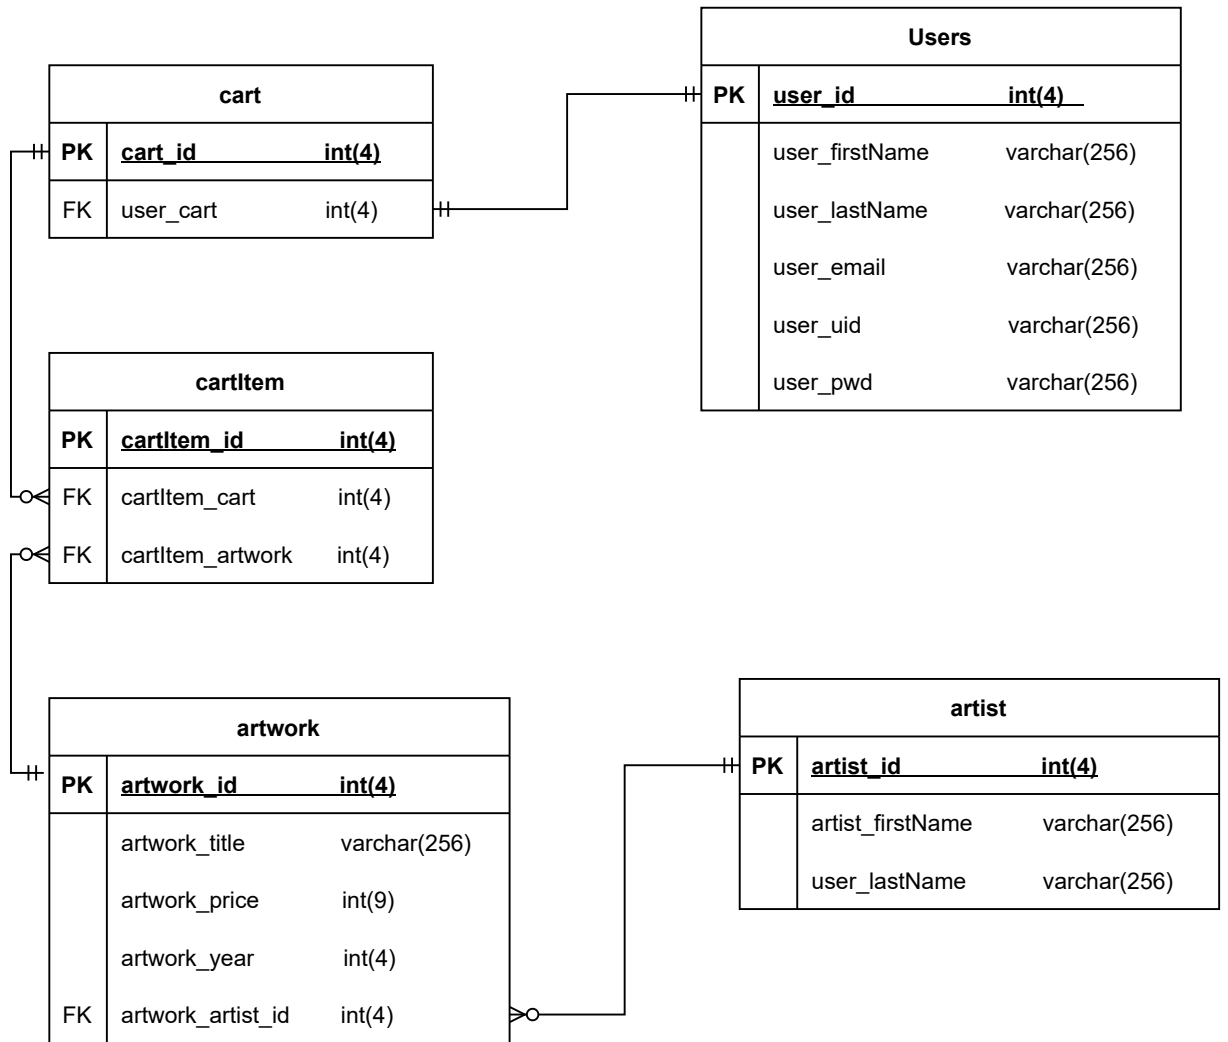 Users
PK user_id int(4)
user_firstName varchar(256)
user_lastName varchar(256)
user_email varchar(256)
user_uid varchar(256)
user_pwd varchar(256)
cart
PK cart_id int(4)
FK user_cart int(4)
cartItem
PK cartItem_id int(4)
FK cartItem_cart int(4)
FK cartItem_artwork int(4)
artwork
PK artwork_id int(4)
artwork_title varchar(256)
artwork_price int(9)
artwork_year int(4)
FK artwork_artist_id int(4)
artist
PK artist_id int(4)
artist_firstName varchar(256)
user_lastName varchar(256)